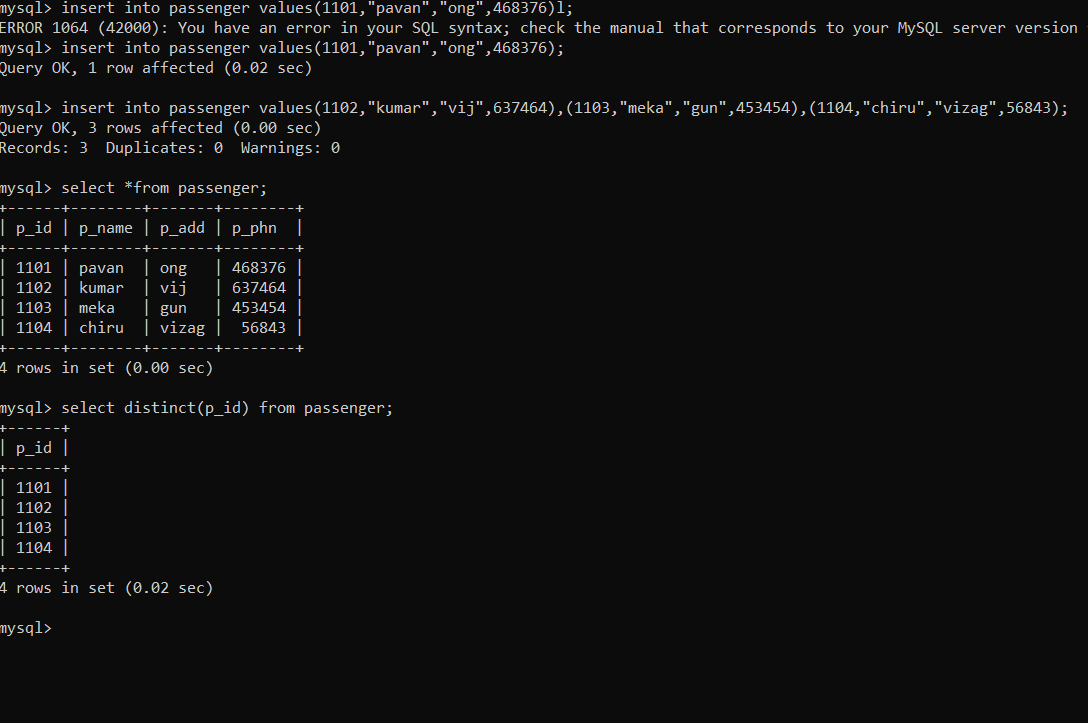 mysql> insert into passenger values(1101,"pavan","ong",468376)l;
ERROR 1064 (42000): You have an error in your SQL syntax; check the manual that corresponds to your MySQL server version
mysql> insert into passenger values(1101,"pavan","ong",468376);
Query OK, 1 row affected (0.02 sec)
mysql> insert into passenger values(1102,"kumar","vij",637464),(1103,"meka","gun",453454),(1104,"chiru","vizag",56843);
Query OK, 3 rows affected (0.00 sec)
Records: 3  Duplicates: 0  Warnings: 0
mysql> select *from passenger;
+------+--------+-------+--------+
| p_id | p_name | p_add | p_phn  |
+------+--------+-------+--------+
| 1101 | pavan  | ong   | 468376 |
| 1102 | kumar  | vij   | 637464 |
| 1103 | meka   | gun   | 453454 |
| 1104 | chiru  | vizag |  56843 |
+------+--------+-------+--------+
4 rows in set (0.00 sec)
mysql> select distinct(p_id) from passenger;
+------+
| p_id |
+------+
| 1101 |
| 1102 |
| 1103 |
| 1104 |
+------+
4 rows in set (0.02 sec)
mysql>